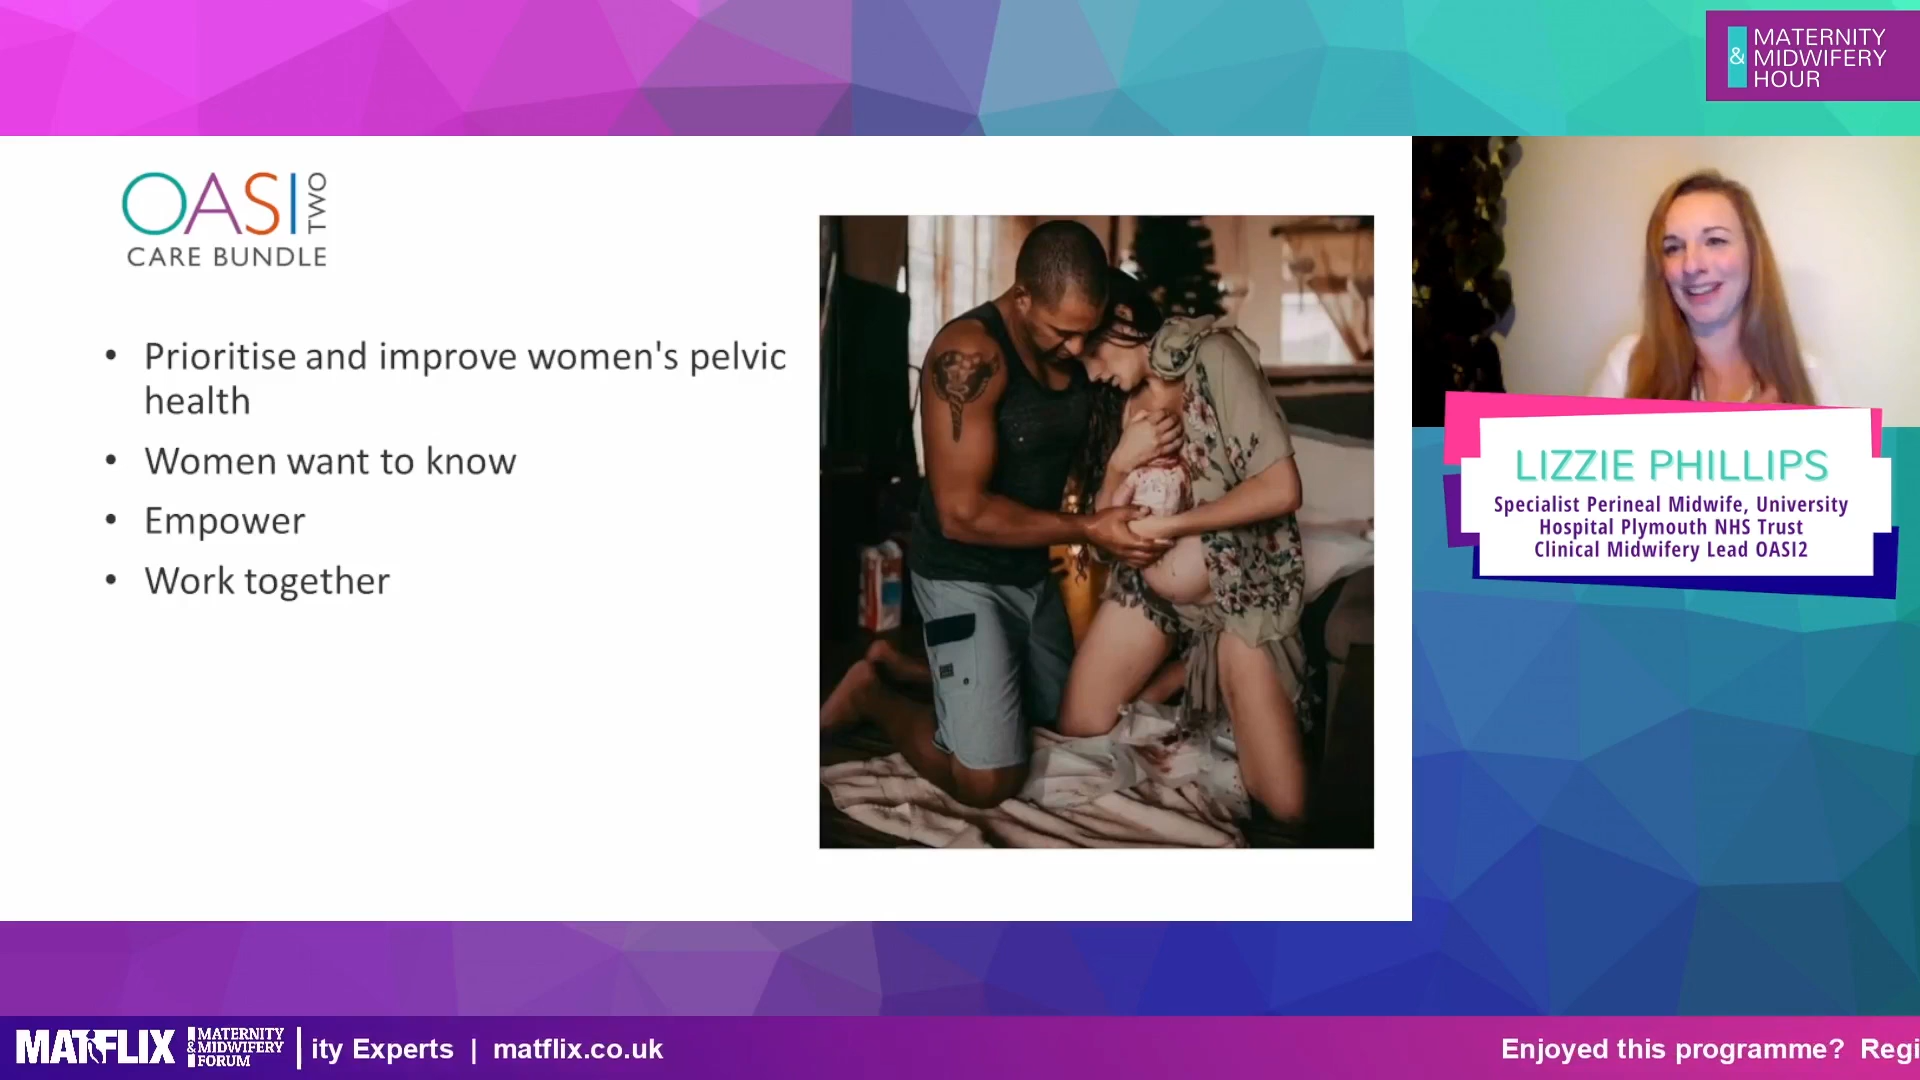 & MATERNITY
MIDWIFERY
HOUR
OASI TWO
CARE BUNDLE
• Prioritise and improve women's pelvic
health
• Women want to know
• Empower
• Work together
LIZZIE PHILLIPS
Specialist Perineal Midwife, University
Hospital Plymouth NHS Trust
Clinical Midwifery Lead OASI2
MATFLIX
MATERNITY
&MIDWIFERY
FORUM
ity Experts | matflix.co.uk
Enjoyed this programme? Regi